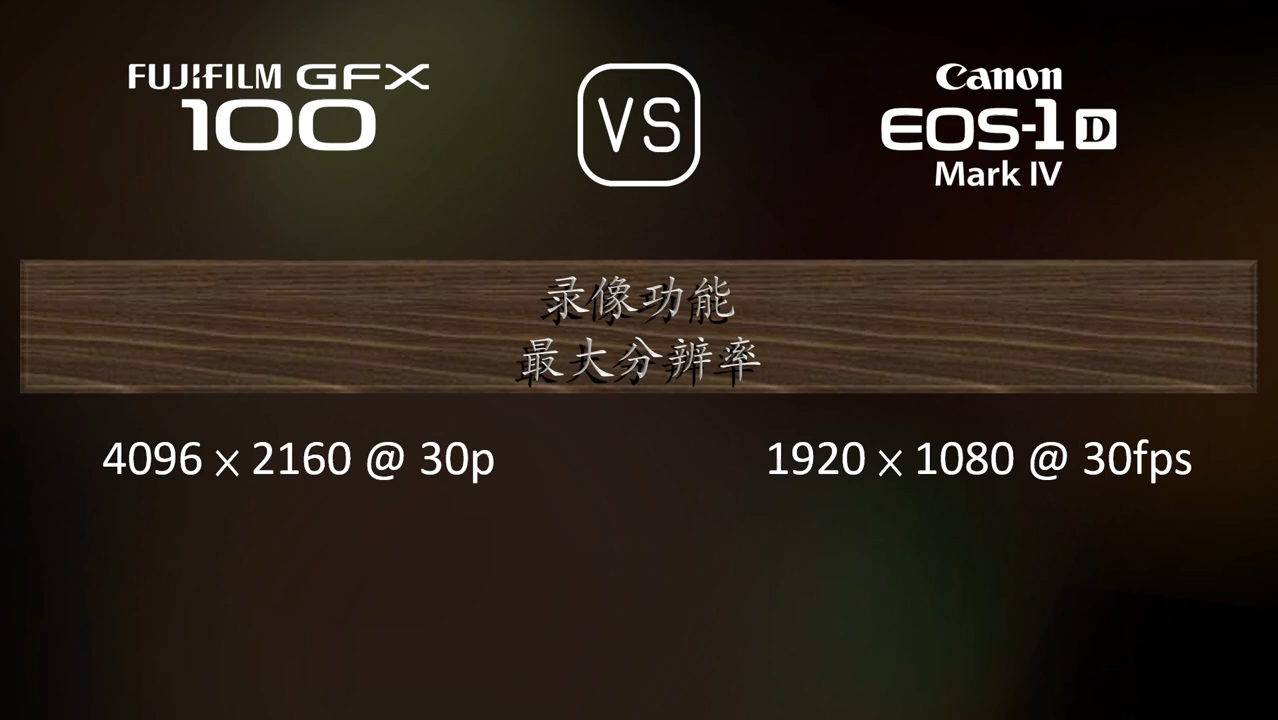 FUJIFILM GFX
100
VS
Canon
EOS-1 D
Mark IV
录像功能
最大分辨率
4096 x 2160 @ 30p
1920 x 1080 @ 30fps